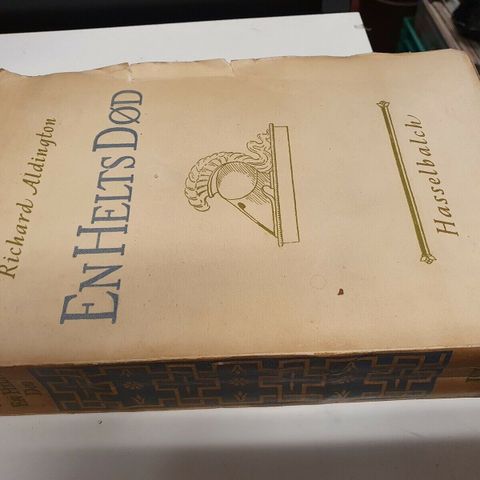 Richard Aldington
EN HELTS DØD
Hasselbalch